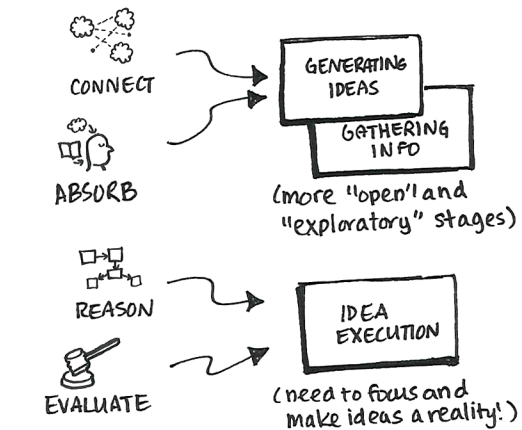 CONNECT
GENERATING
IDEAS
GATHERING
INFO
ABSORB
(more "open" and
"exploratory" stages)
REASON
IDEA
EXECUTION
EVALUATE
(need to focus and
make ideas a reality!)